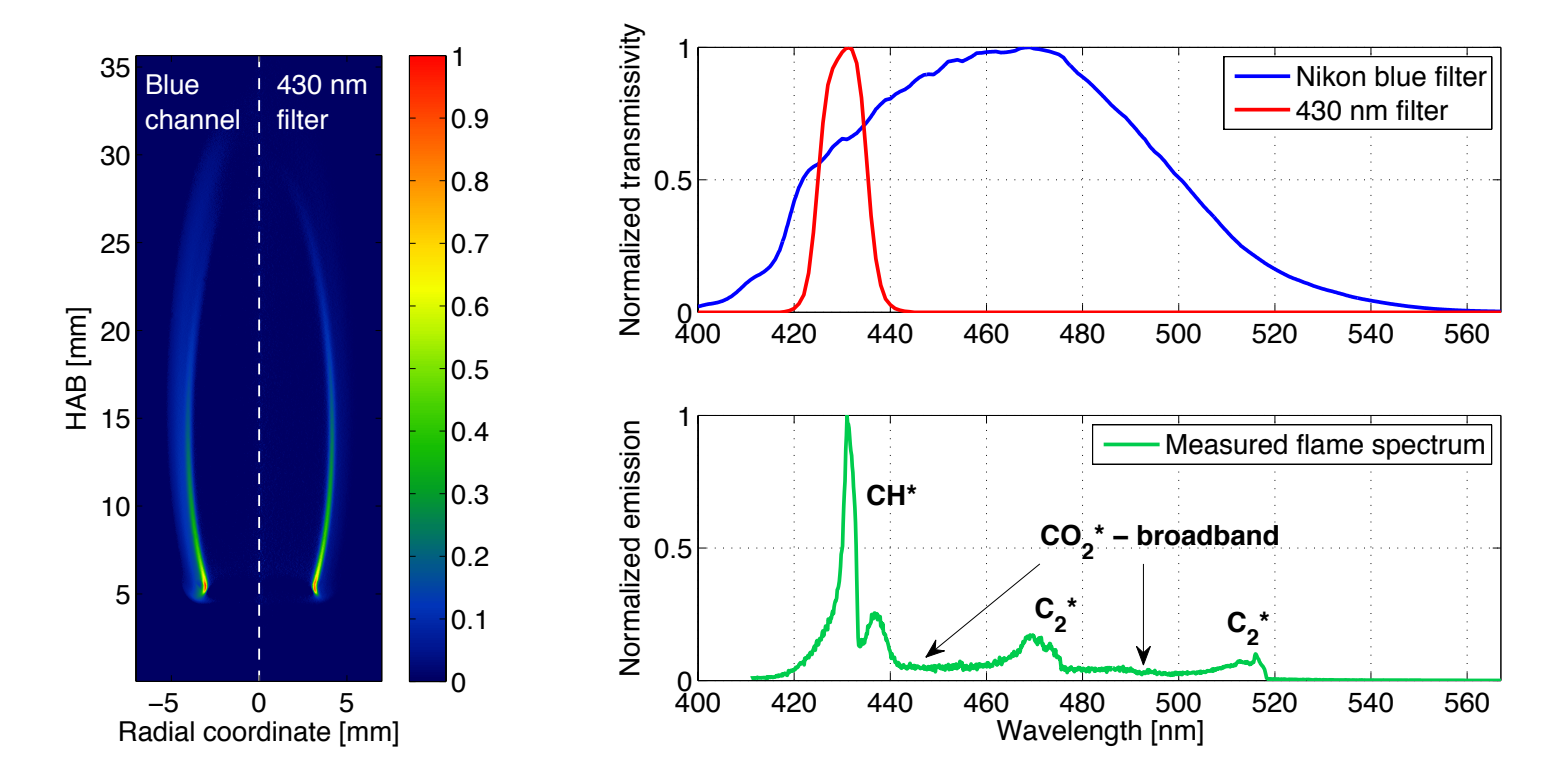 Blue
channel
430 nm
filter
35
30
25
20
15
10
5
HAB [mm]
−5
0
5
Radial coordinate [mm]
1
0.9
0.8
0.7
0.6
0.5
0.4
0.3
0.2
0.1
0
Normalized transmissivity
1
0.5
0
Nikon blue filter
430 nm filter
400
420
440
460
480
500
520
540
560
Normalized emission
1
0.5
0
Measured flame spectrum
CH*
CO2* − broadband
C2*
C2*
400
420
440
460
480
500
520
540
560
Wavelength [nm]